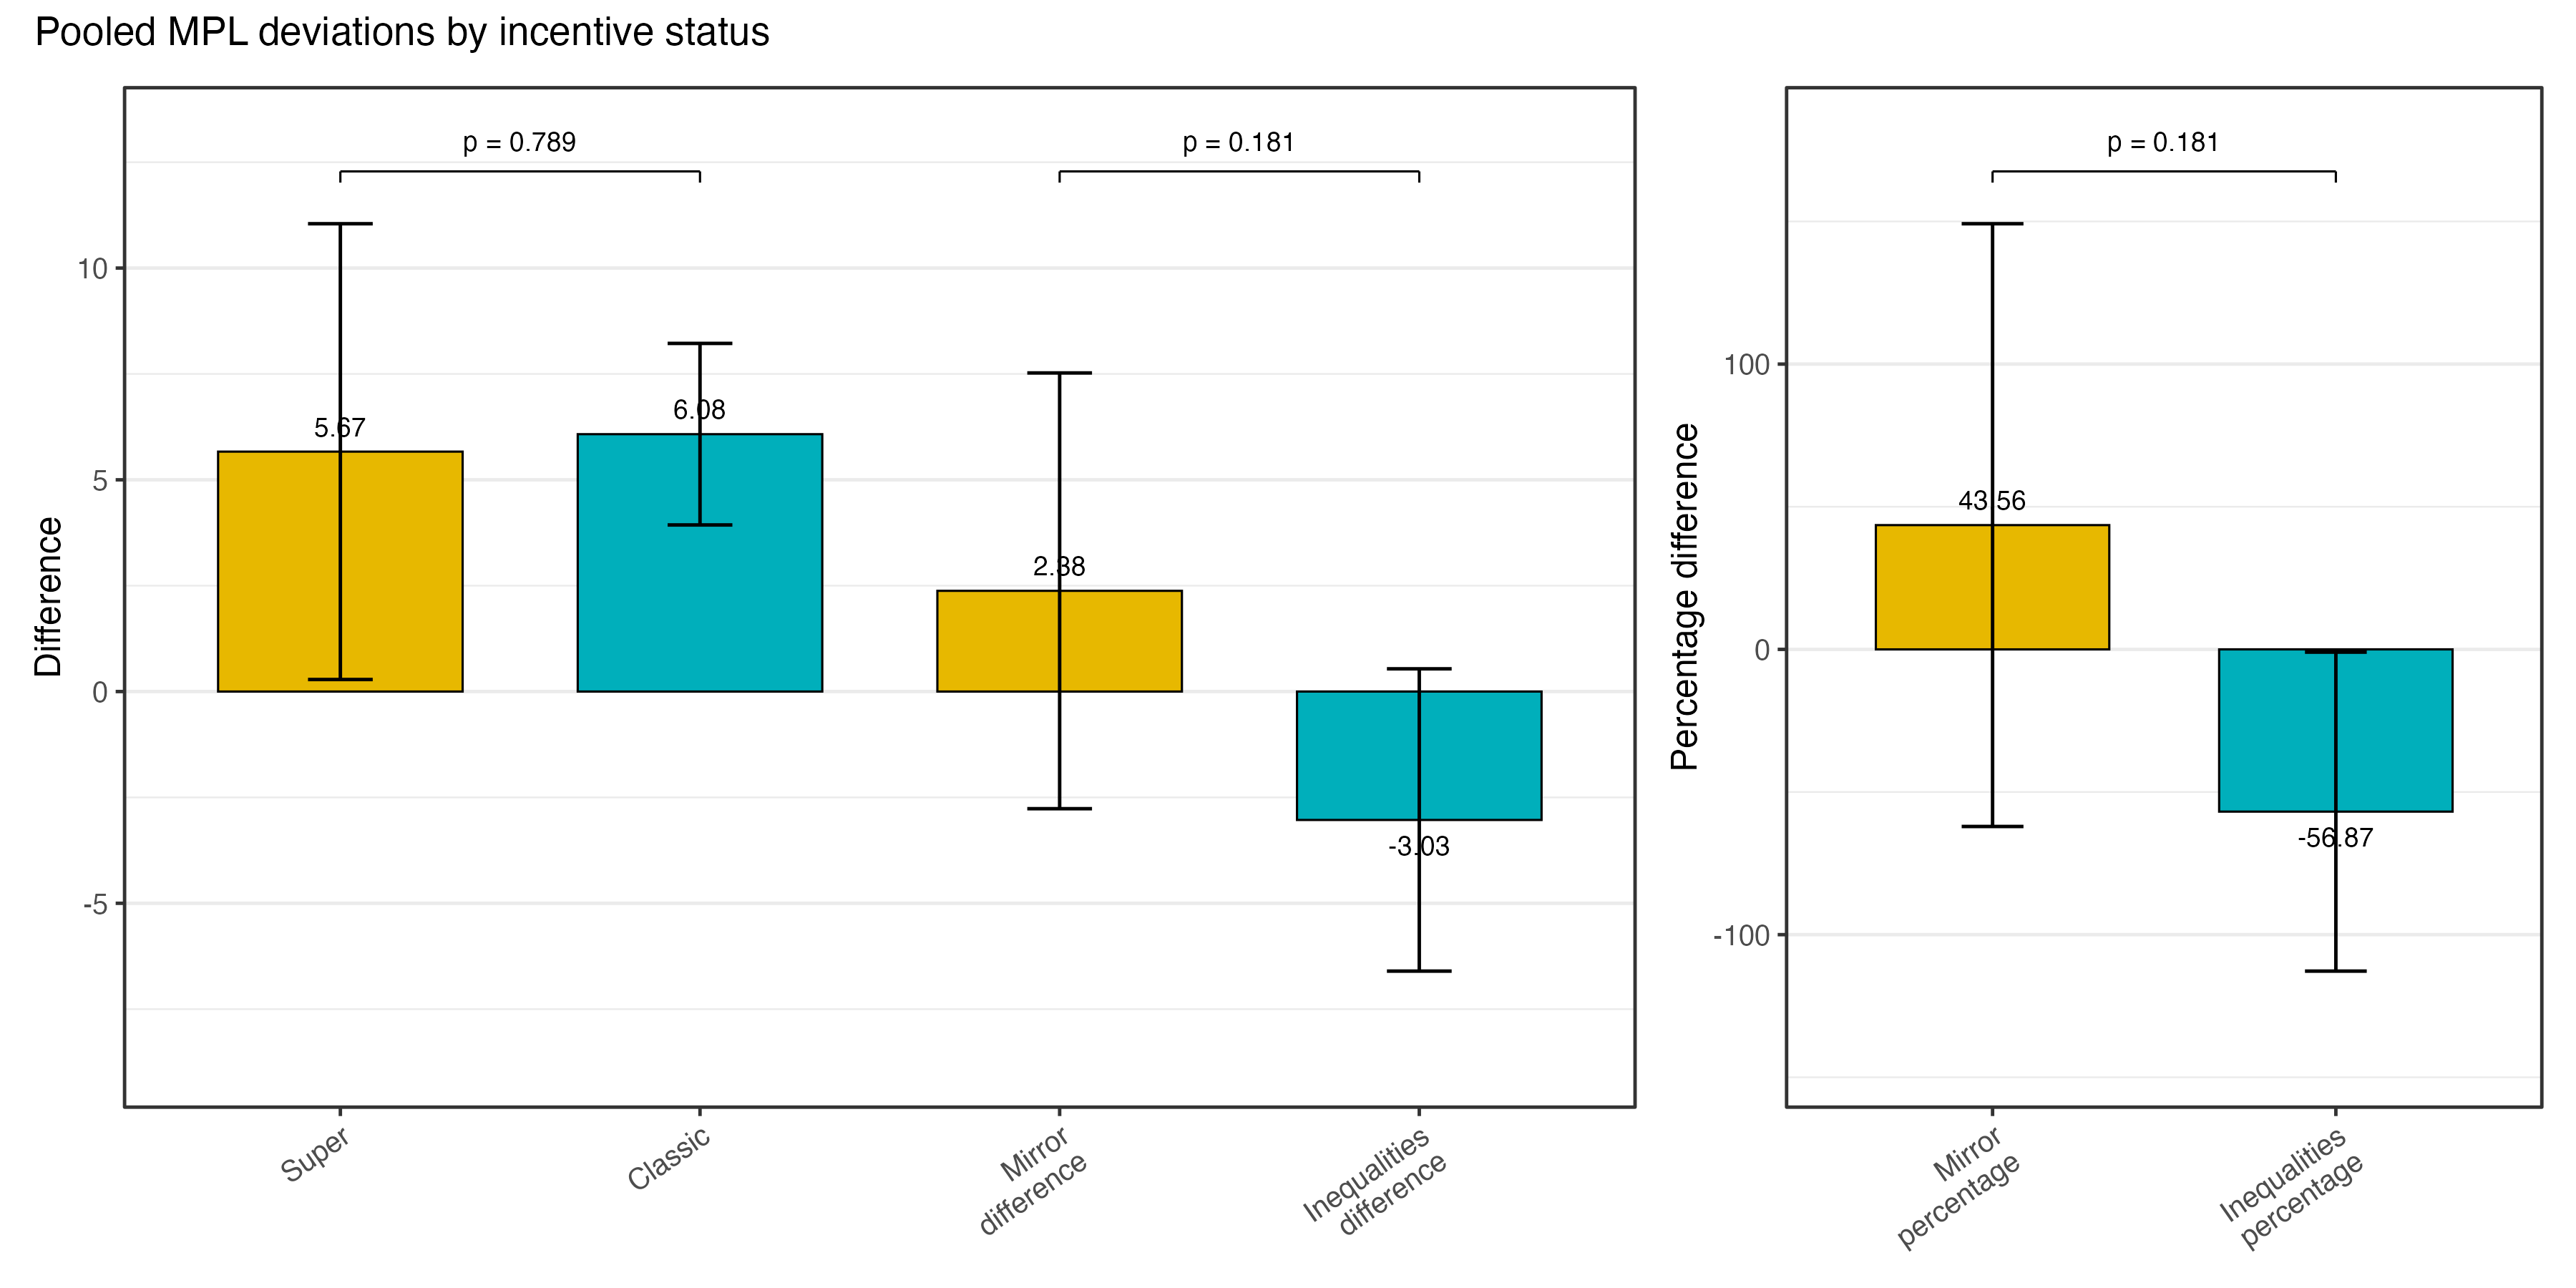 Pooled MPL deviations by incentive status
Difference
10
5
0
-5
p = 0.789
p = 0.181
5.67
6.08
2.38
-3.03
Super
Classic
Mirror
difference
Inequalities
difference
Percentage difference
100
0
-100
p = 0.181
43.56
-56.87
Mirror
percentage
Inequalities
percentage